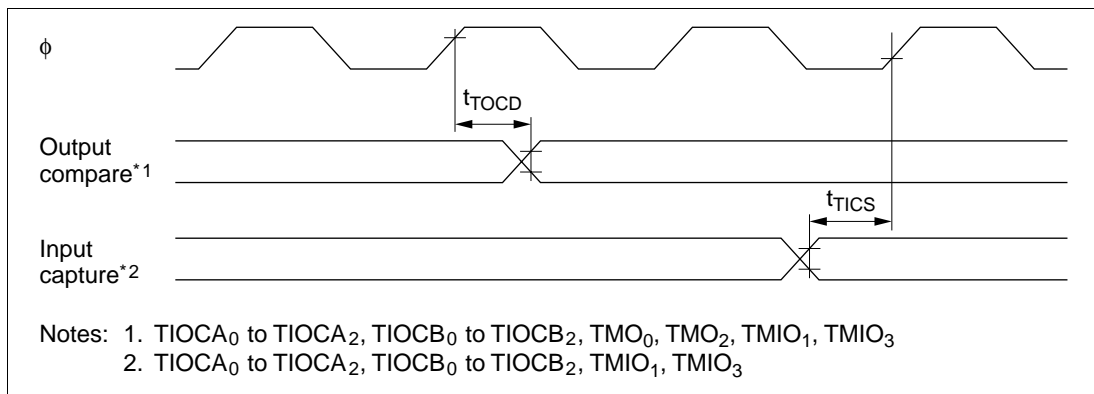 ϕ
tTOCD
Output
compare*1
tTICS
Input
capture*2
Notes: 1. TIOCA0 to TIOCA2, TIOCB0 to TIOCB2, TMO0, TMO2, TMIO1, TMIO3
2. TIOCA0 to TIOCA2, TIOCB0 to TIOCB2, TMIO1, TMIO3